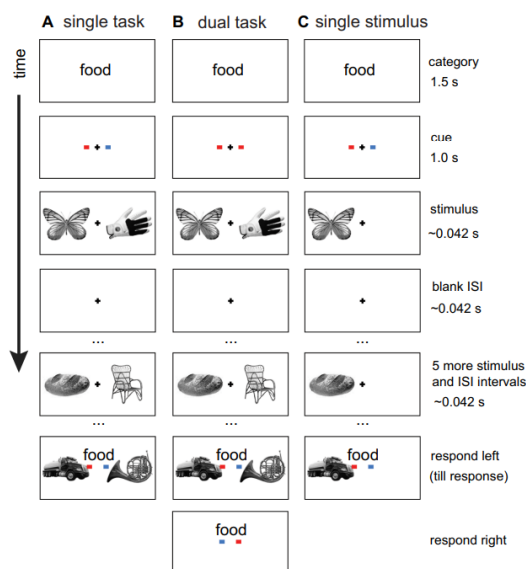 A single task B dual task C single stimulus
time
food food food category
1.5 s
cue
1.0 s
stimulus
~0.042 s
blank ISI
~0.042 s
... ... ...
5 more stimulus
and ISI intervals
~0.042 s
... ... ...
food food food respond left
(till response)
food
respond right